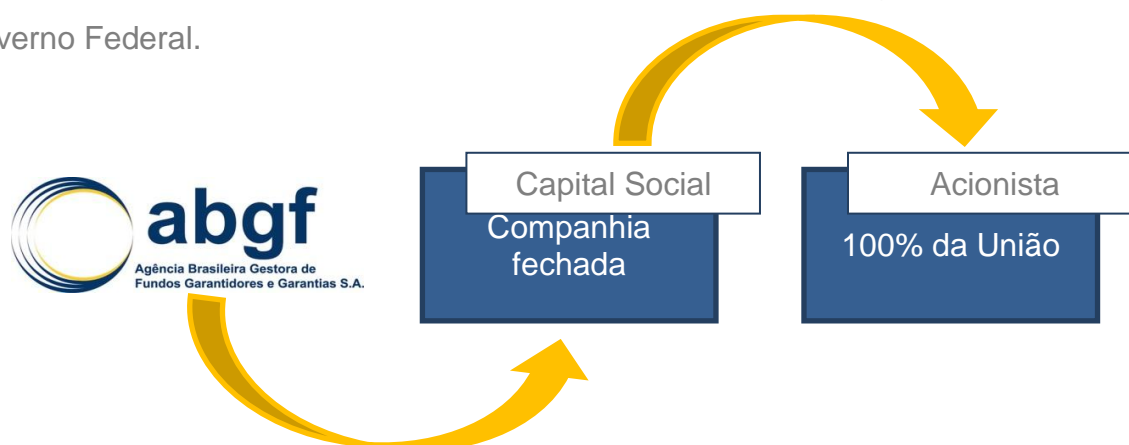 verno Federal.
abgf
Agência Brasileira Gestora de
Fundos Garantidores e Garantias S.A.
Capital Social
Companhia
fechada
Acionista
100% da União